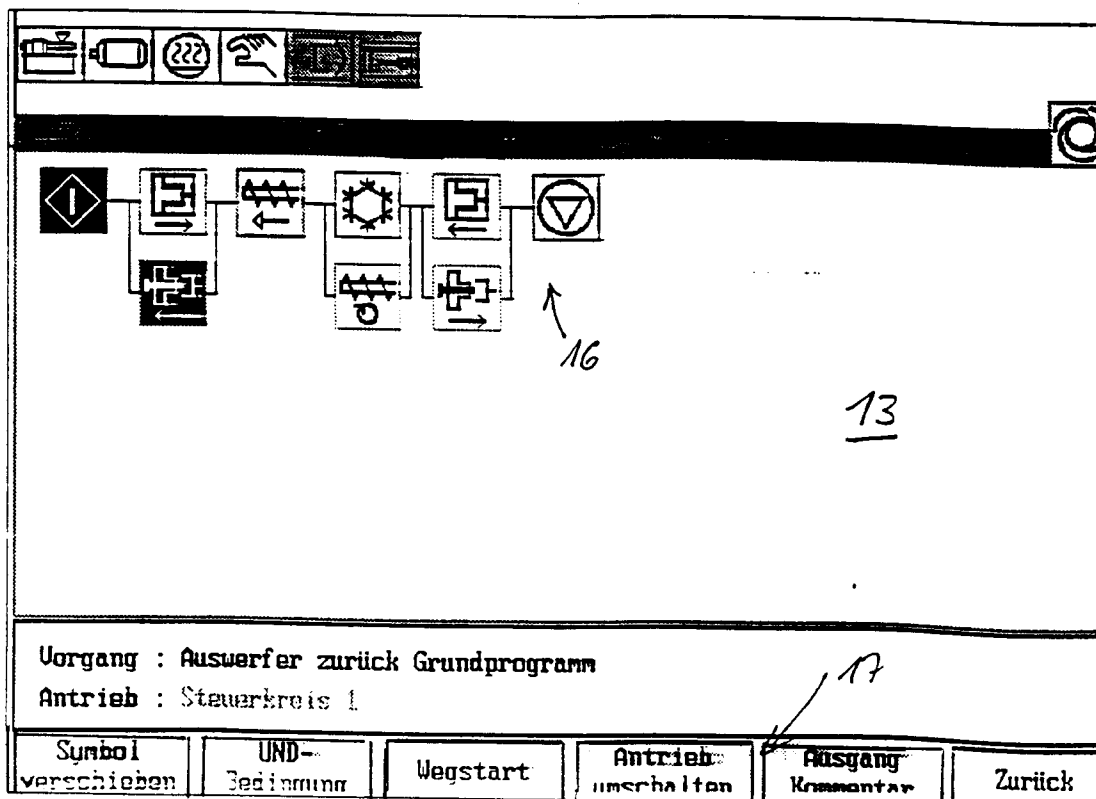 16
13
Vorgang : Auswerfer zurück Grundprogramm
Antrieb : Steuerkreis 1
17
Symbol verschieben
UND-Bedingung
Wegstart
Antrieb umschalten
Ausgang Kommentar
Zurück